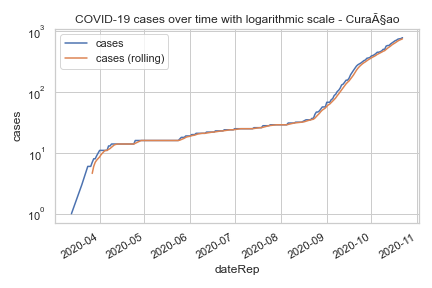 COVID-19 cases over time with logarithmic scale - CuraÃ§ao
cases
cases (rolling)
10³
10²
10¹
10⁰
cases
2020-04
2020-05
2020-06
2020-07
2020-08
2020-09
2020-10
2020-11
dateRep